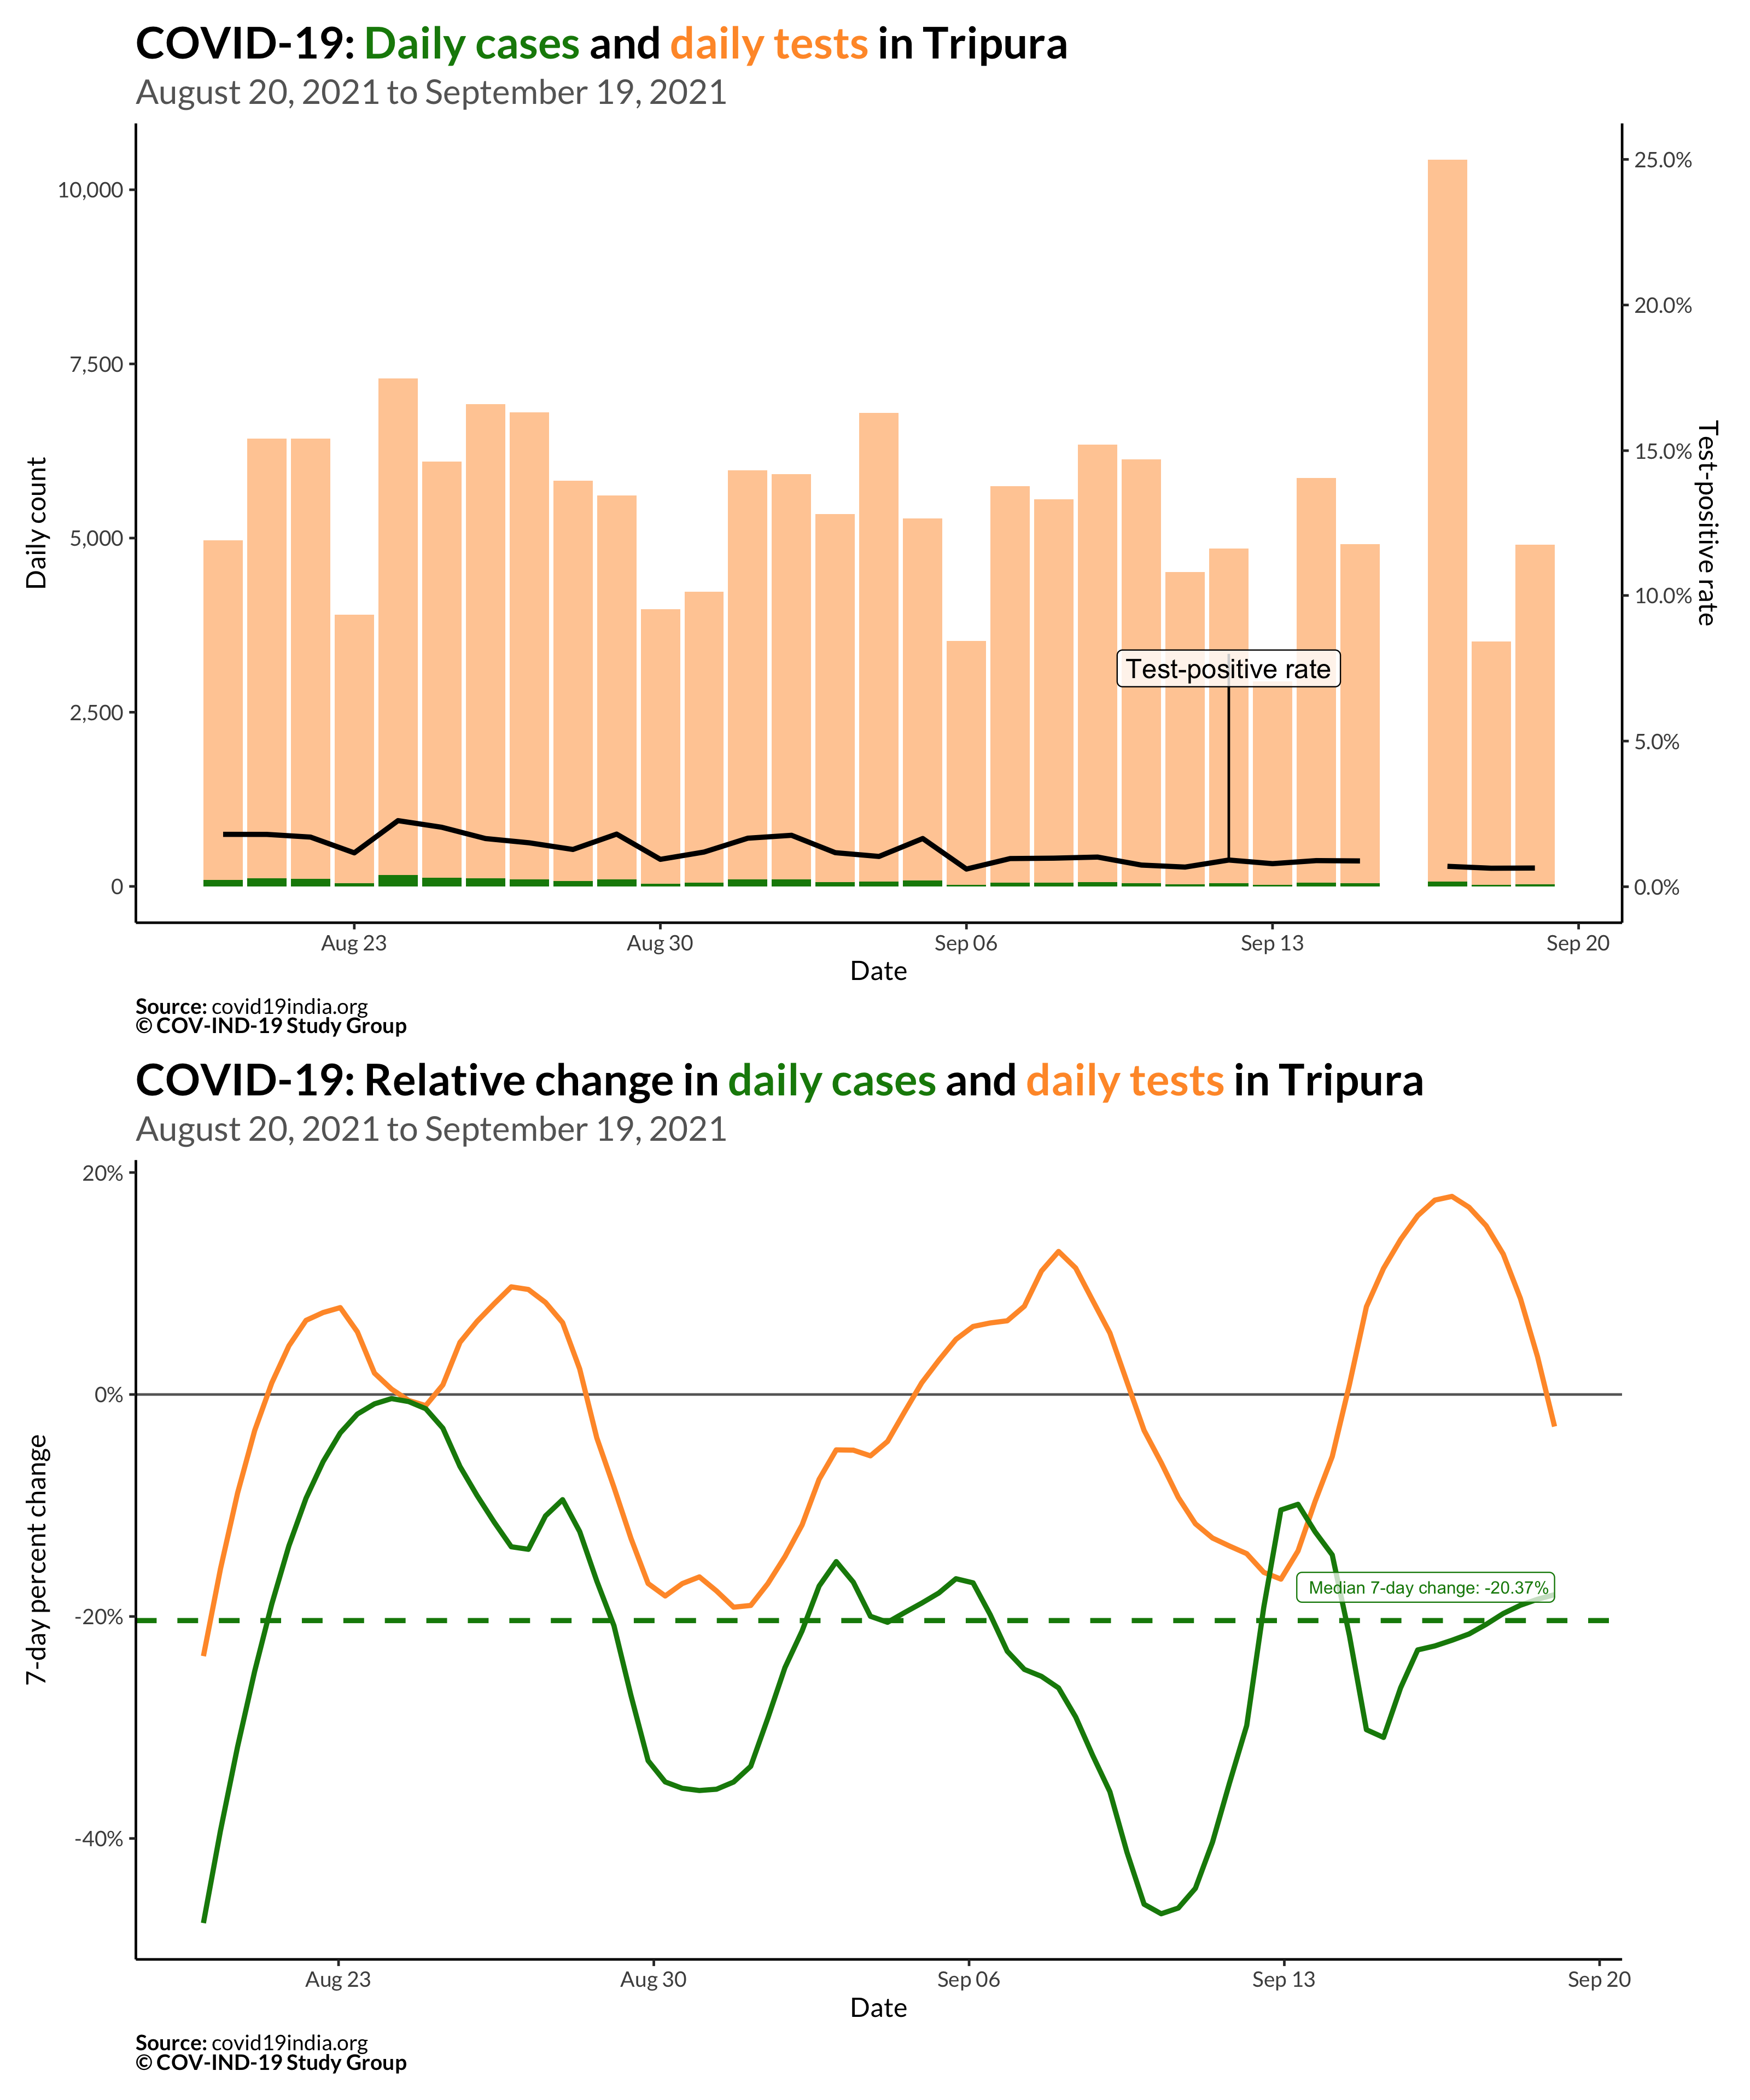 COVID-19: Daily cases and daily tests in Tripura
August 20, 2021 to September 19, 2021
10,000
7,500
5,000
2,500
0
Daily count
25.0%
20.0%
15.0%
10.0%
5.0%
0.0%
Test-positive rate
Test-positive rate
Aug 23
Aug 30
Sep 06
Sep 13
Sep 20
Date
Source: covid19india.org
© COV-IND-19 Study Group
COVID-19: Relative change in daily cases and daily tests in Tripura
August 20, 2021 to September 19, 2021
20%
0%
-20%
-40%
7-day percent change
Median 7-day change: -20.37%
Aug 23
Aug 30
Sep 06
Sep 13
Sep 20
Date
Source: covid19india.org
© COV-IND-19 Study Group